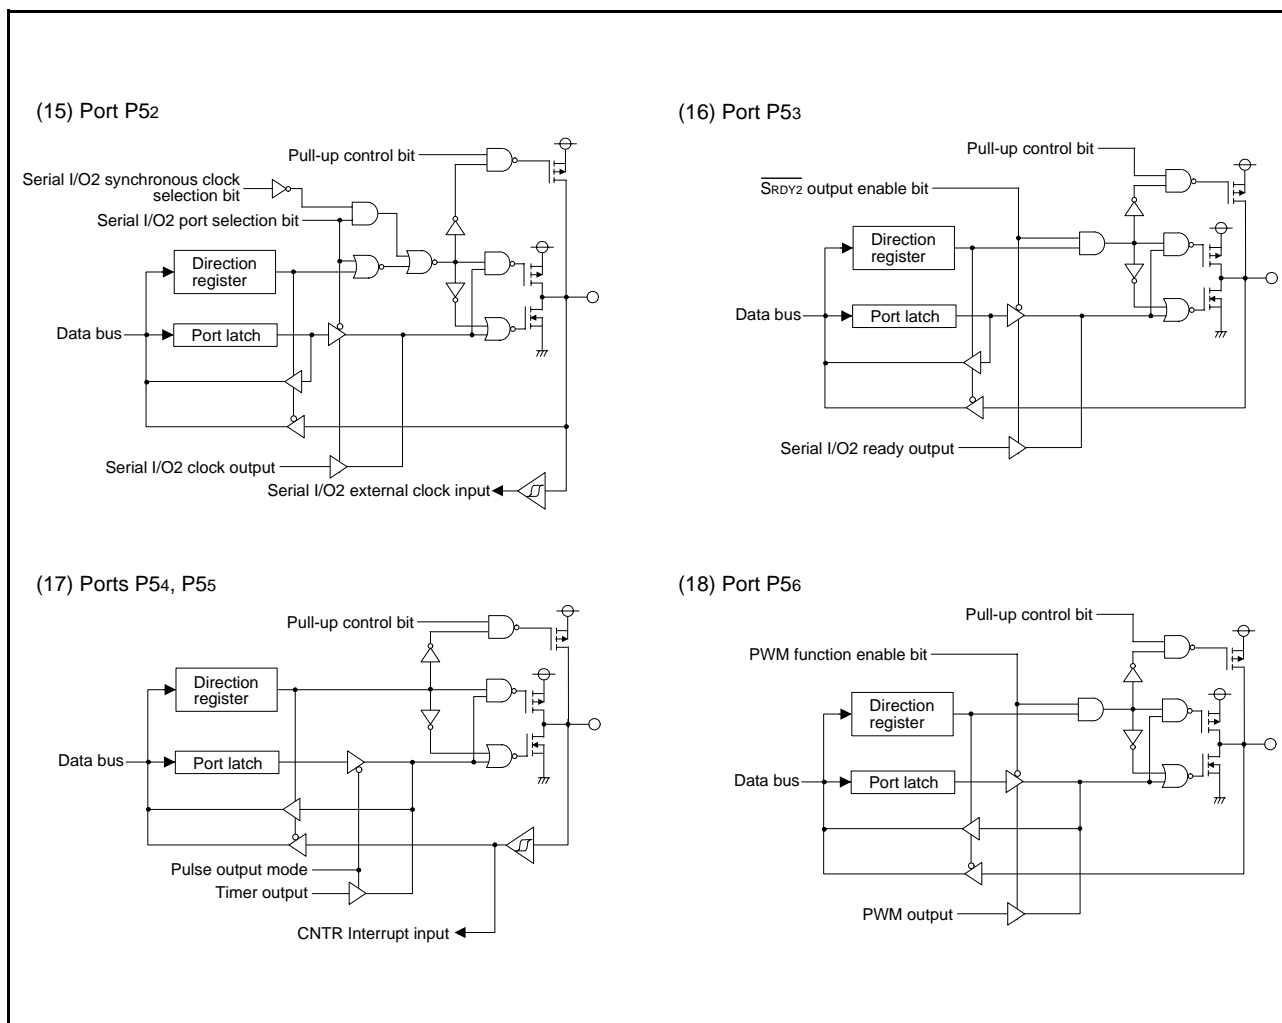 (15) Port P52
Pull-up control bit
Serial I/O2 synchronous clock
selection bit
Serial I/O2 port selection bit
Direction
register
Data bus
Port latch
Serial I/O2 clock output
Serial I/O2 external clock input
(16) Port P53
Pull-up control bit
SRDY2 output enable bit
Direction
register
Data bus
Port latch
Serial I/O2 ready output
(17) Ports P54, P55
Pull-up control bit
Direction
register
Data bus
Port latch
Pulse output mode
Timer output
CNTR Interrupt input
(18) Port P56
Pull-up control bit
PWM function enable bit
Direction
register
Data bus
Port latch
PWM output